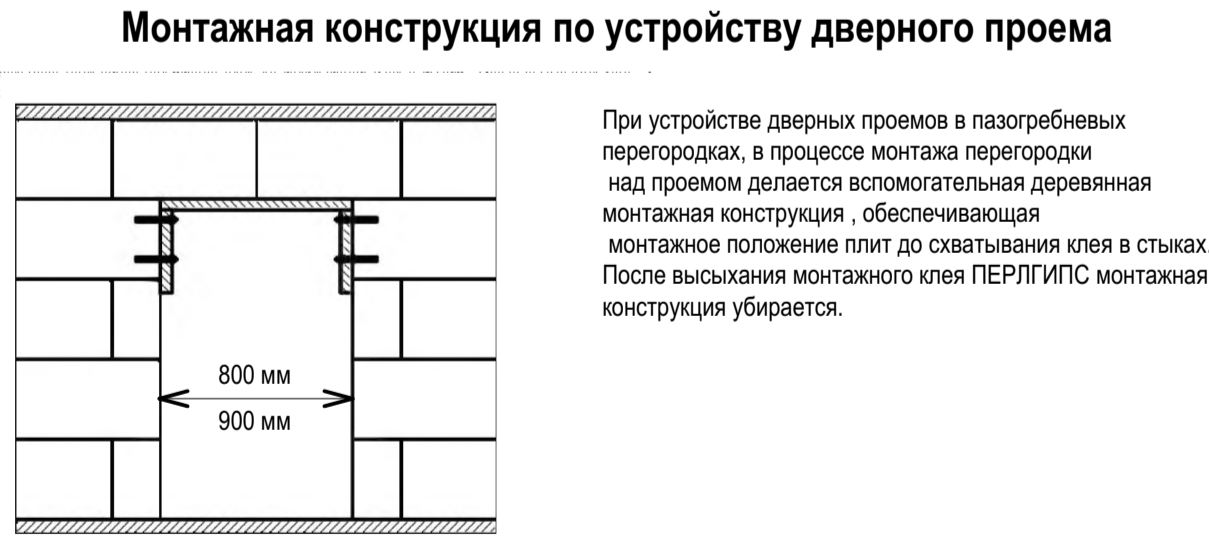 Монтажная конструкция по устройству дверного проема
При устройстве дверных проемов в пазогребневых
перегородках, в процессе монтажа перегородки
над проемом делается вспомогательная деревянная
монтажная конструкция , обеспечивающая
монтажное положение плит до схватывания клея в стыках.
После высыхания монтажного клея ПЕРЛГИПС монтажная
конструкция убирается.
800 мм
900 мм